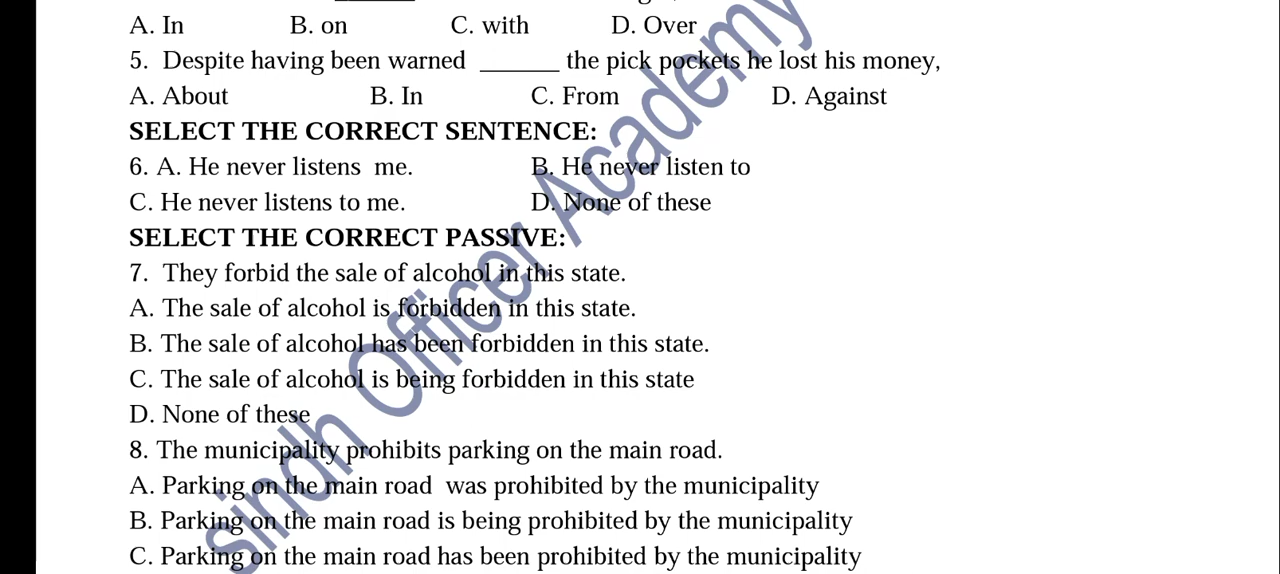 A. In B. on C. with D. Over
5. Despite having been warned ______ the pick pockets he lost his money,
A. About B. In C. From D. Against
SELECT THE CORRECT SENTENCE:
6. A. He never listens me. B. He never listen to
C. He never listens to me. D. None of these
SELECT THE CORRECT PASSIVE:
7. They forbid the sale of alcohol in this state.
A. The sale of alcohol is forbidden in this state.
B. The sale of alcohol has been forbidden in this state.
C. The sale of alcohol is being forbidden in this state
D. None of these
8. The municipality prohibits parking on the main road.
A. Parking on the main road was prohibited by the municipality
B. Parking on the main road is being prohibited by the municipality
C. Parking on the main road has been prohibited by the municipality
sindh Officer Academy